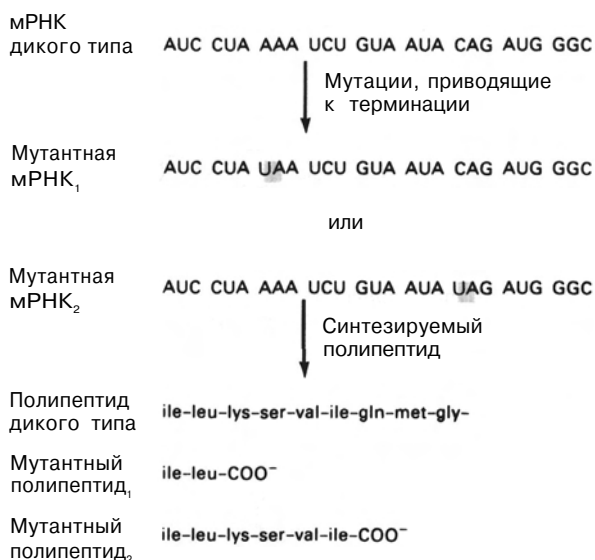 мРНК
дикого типа AUC CUA AAA UCU GUA AUA CAG AUG GGC
Мутации, приводящие
к терминации
Мутантная
мРНК₁ AUC CUA UAA UCU GUA AUA CAG AUG GGC
или
Мутантная
мРНК₂ AUC CUA AAA UCU GUA AUA UAG AUG GGC
Синтезируемый
полипептид
Полипептид
дикого типа ile–leu–lys–ser–val–ile–gln–met–gly–
Мутантный
полипептид₁ ile–leu–COO⁻
Мутантный
полипептид₂ ile–leu–lys–ser–val–ile–COO⁻